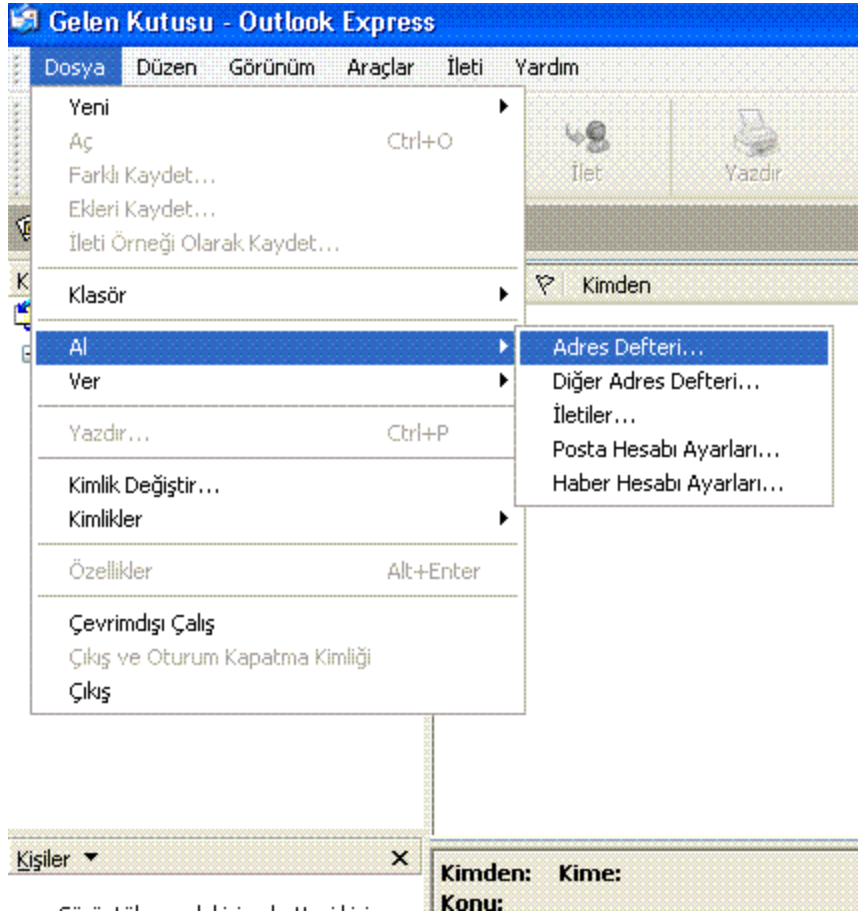 Gelen Kutusu - Outlook Express
Dosya Düzen Görünüm Araçlar İleti Yardım
Yeni
Aç Ctrl+O
Farklı Kaydet...
Ekleri Kaydet...
İleti Örneği Olarak Kaydet...
İlet Yazdır
Klasör
Kimden
Al
Ver
Adres Defteri...
Diğer Adres Defteri...
İletiler...
Posta Hesabı Ayarları...
Haber Hesabı Ayarları...
Yazdır... Ctrl+P
Kimlik Değiştir...
Kimlikler
Özellikler Alt+Enter
Çevrimdışı Çalış
Çıkış ve Oturum Kapatma Kimliği
Çıkış
Kişiler
Kimden: Kime:
Konu: